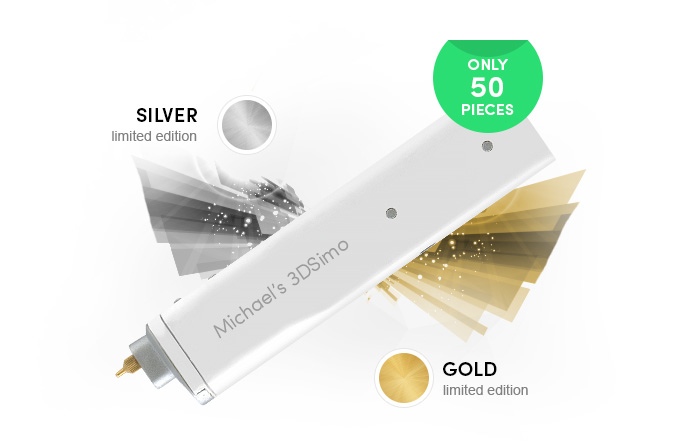 ONLY
50
PIECES
SILVER
limited edition
Michael's 3DSimo
GOLD
limited edition